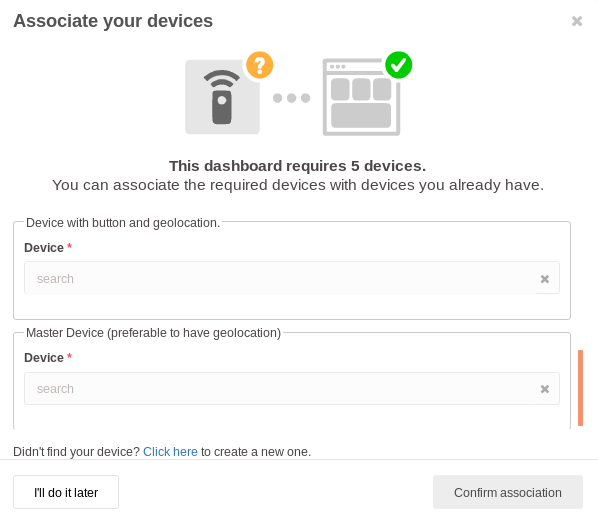 Associate your devices
This dashboard requires 5 devices.
You can associate the required devices with devices you already have.
Device with button and geolocation.
Device *
search
Master Device (preferable to have geolocation)
Device *
search
Didn't find your device? Click here to create a new one.
I'll do it later
Confirm association